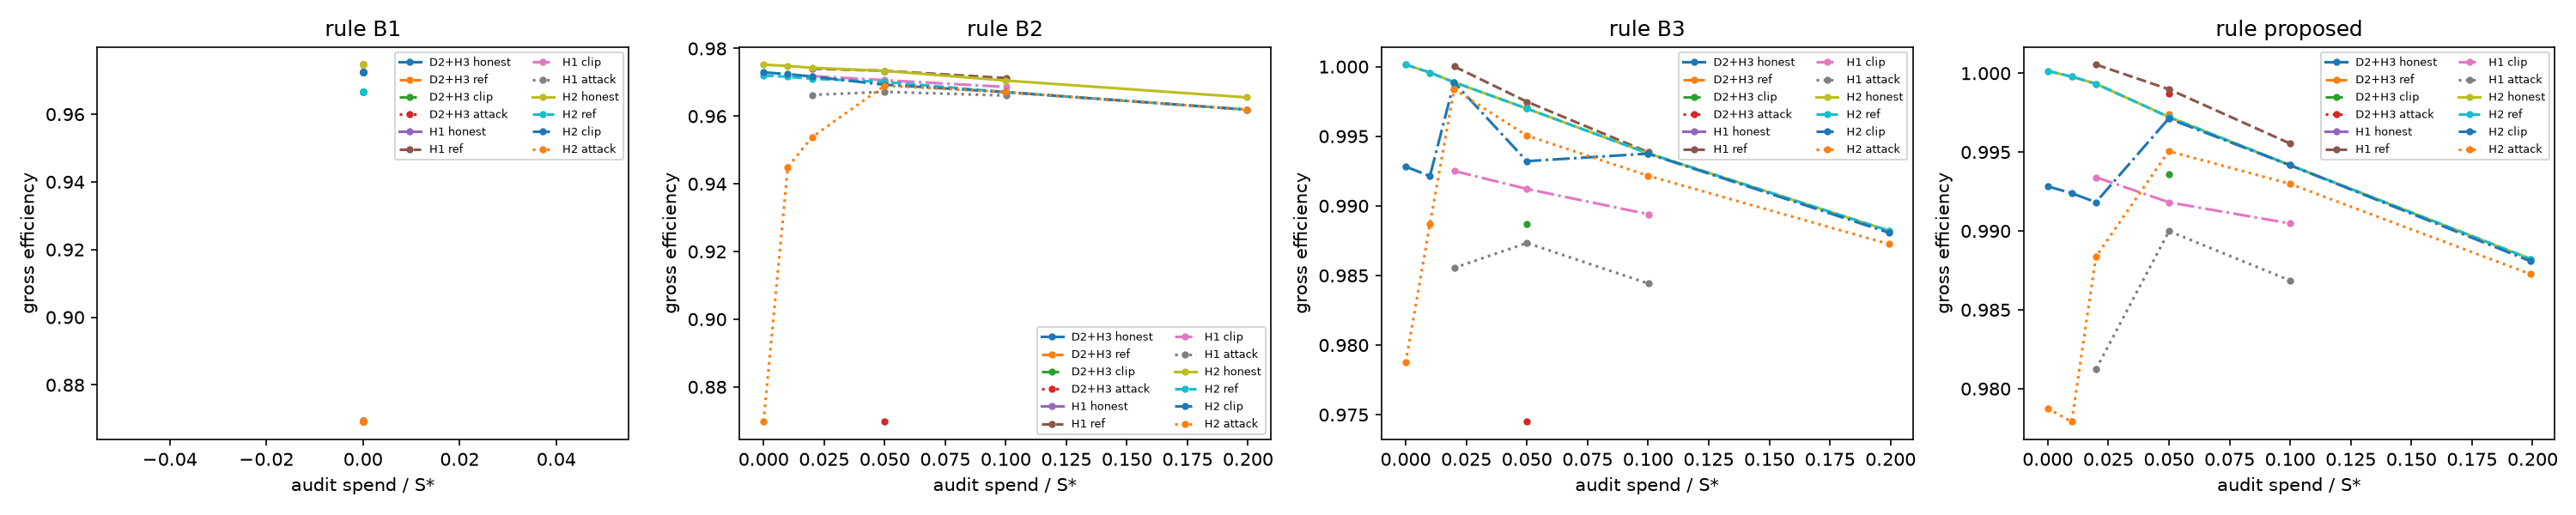 rule B1
gross efficiency
0.96
0.94
0.92
0.90
0.88
−0.04
−0.02
0.00
0.02
0.04
audit spend / S*
D2+H3 honest
D2+H3 ref
D2+H3 clip
D2+H3 attack
H1 honest
H1 ref
H1 clip
H1 attack
H2 honest
H2 ref
H2 clip
H2 attack
rule B2
gross efficiency
0.98
0.96
0.94
0.92
0.90
0.88
0.000
0.025
0.050
0.075
0.100
0.125
0.150
0.175
0.200
audit spend / S*
D2+H3 honest
D2+H3 ref
D2+H3 clip
D2+H3 attack
H1 honest
H1 ref
H1 clip
H1 attack
H2 honest
H2 ref
H2 clip
H2 attack
rule B3
gross efficiency
1.000
0.995
0.990
0.985
0.980
0.975
0.000
0.025
0.050
0.075
0.100
0.125
0.150
0.175
0.200
audit spend / S*
D2+H3 honest
D2+H3 ref
D2+H3 clip
D2+H3 attack
H1 honest
H1 ref
H1 clip
H1 attack
H2 honest
H2 ref
H2 clip
H2 attack
rule proposed
gross efficiency
1.000
0.995
0.990
0.985
0.980
0.000
0.025
0.050
0.075
0.100
0.125
0.150
0.175
0.200
audit spend / S*
D2+H3 honest
D2+H3 ref
D2+H3 clip
D2+H3 attack
H1 honest
H1 ref
H1 clip
H1 attack
H2 honest
H2 ref
H2 clip
H2 attack